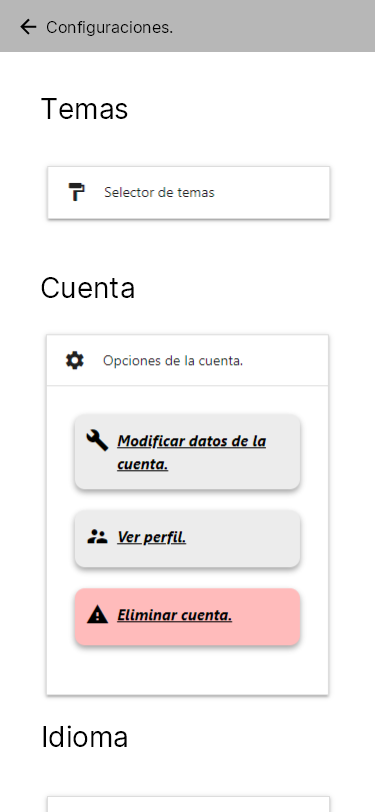 Configuraciones.
Temas
Selector de temas
Cuenta
Opciones de la cuenta.
Modificar datos de la
cuenta.
Ver perfil.
Eliminar cuenta.
Idioma